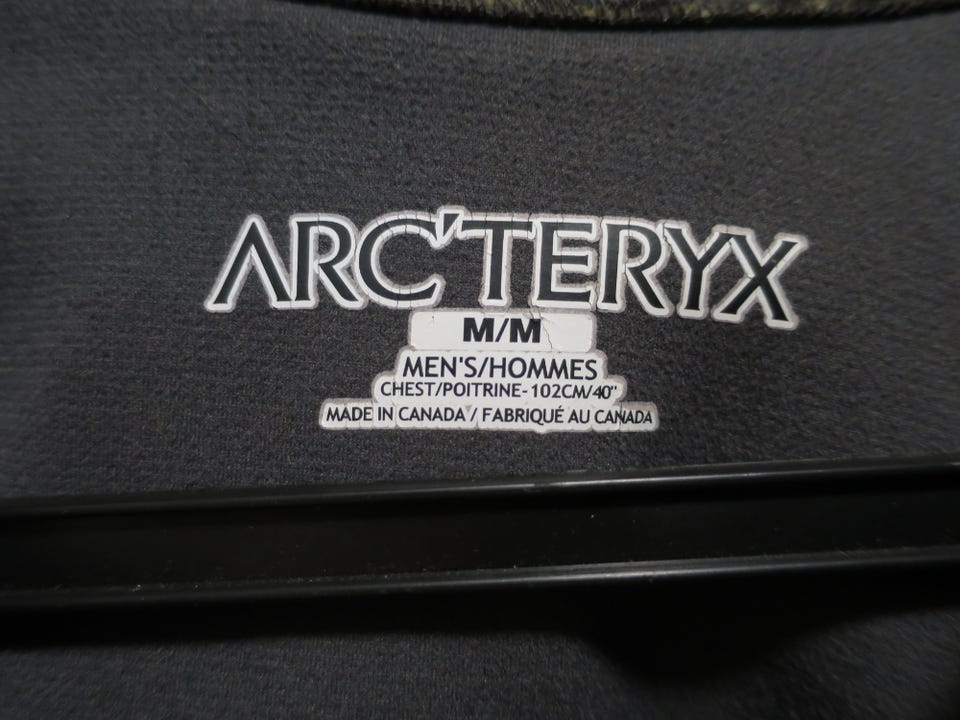 ARC'TERYX
M/M
MEN'S/HOMMES
CHEST/POITRINE-102CM/40"
MADE IN CANADA / FABRIQUÉ AU CANADA